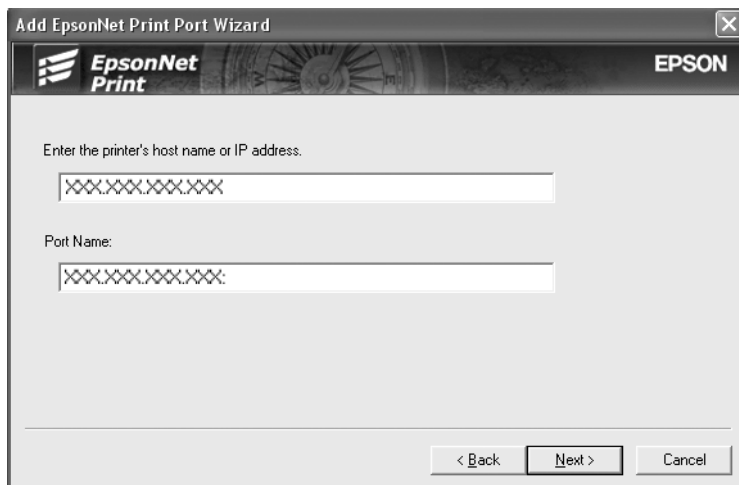 Add EpsonNet Print Port Wizard
EpsonNet
Print
EPSON
Enter the printer's host name or IP address.
XXX.XXX.XXX.XXX
Port Name:
XXX.XXX.XXX.XXX:
< Back
Next >
Cancel